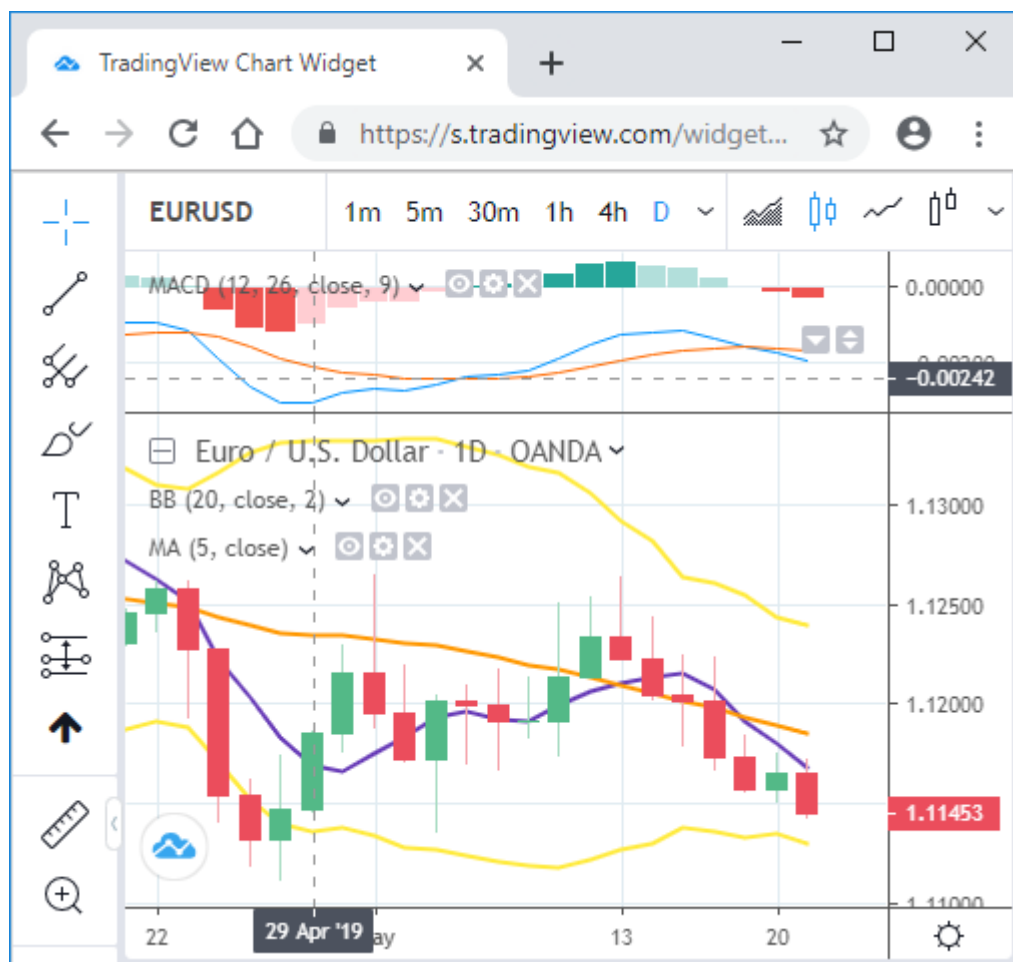 TradingView Chart Widget
https://s.tradingview.com/widget...
EURUSD 1m 5m 30m 1h 4h D
MACD (12, 26, close, 9)
0.00000
-0.00242
Euro / U.S. Dollar · 1D · OANDA
BB (20, close, 2)
1.13000
MA (5, close)
1.12500
1.12000
1.11453
1.11000
22 29 Apr '19 ay 13 20